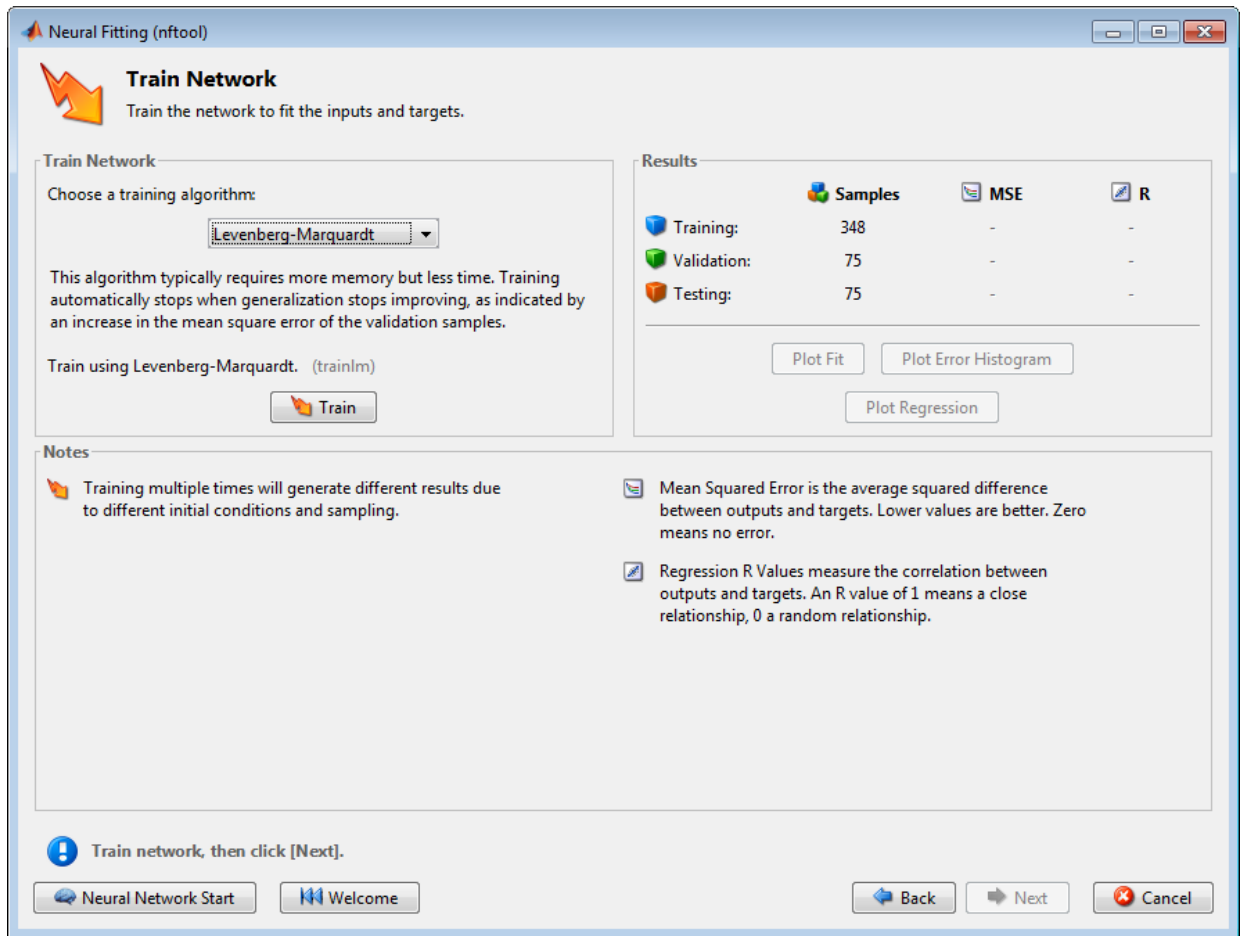 Neural Fitting (nftool)
Train Network
Train the network to fit the inputs and targets.
Train Network
Choose a training algorithm:
Levenberg-Marquardt
This algorithm typically requires more memory but less time. Training
automatically stops when generalization stops improving, as indicated by
an increase in the mean square error of the validation samples.
Train using Levenberg-Marquardt. (trainlm)
Train
Results
Samples MSE R
Training: 348 - -
Validation: 75 - -
Testing: 75 - -
Plot Fit Plot Error Histogram
Plot Regression
Notes
Training multiple times will generate different results due
to different initial conditions and sampling.
Mean Squared Error is the average squared difference
between outputs and targets. Lower values are better. Zero
means no error.
Regression R Values measure the correlation between
outputs and targets. An R value of 1 means a close
relationship, 0 a random relationship.
Train network, then click [Next].
Neural Network Start Welcome Back Next Cancel